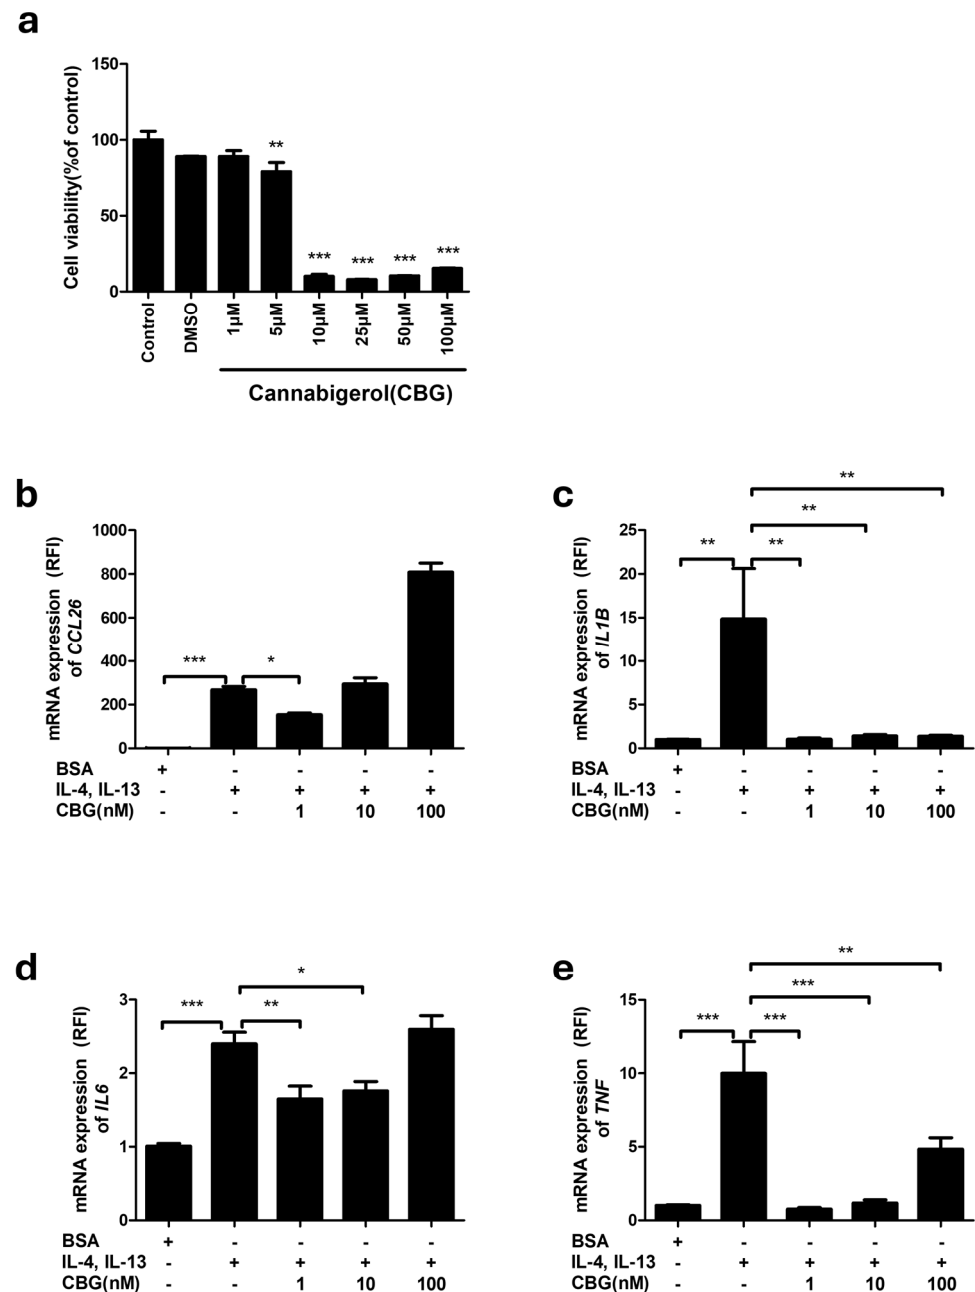 a
Cell viability(%of control)
150
100
50
0
**
***
***
***
***
Control
DMSO
1µM
5µM
10µM
25µM
50µM
100µM
Cannabigerol(CBG)
b
mRNA expression (RFI)
of CCL26
1000
800
600
400
200
0
***
*
BSA + - - - -
IL-4, IL-13 - + + + +
CBG(nM) - - 1 10 100
c
mRNA expression (RFI)
of IL1B
25
20
15
10
5
0
**
**
**
**
BSA + - - - -
IL-4, IL-13 - + + + +
CBG(nM) - - 1 10 100
d
mRNA expression (RFI)
of IL6
3
2
1
0
*
***
**
BSA + - - - -
IL-4, IL-13 - + + + +
CBG(nM) - - 1 10 100
e
mRNA expression (RFI)
of TNF
15
10
5
0
**
***
***
***
BSA + - - - -
IL-4, IL-13 - + + + +
CBG(nM) - - 1 10 100